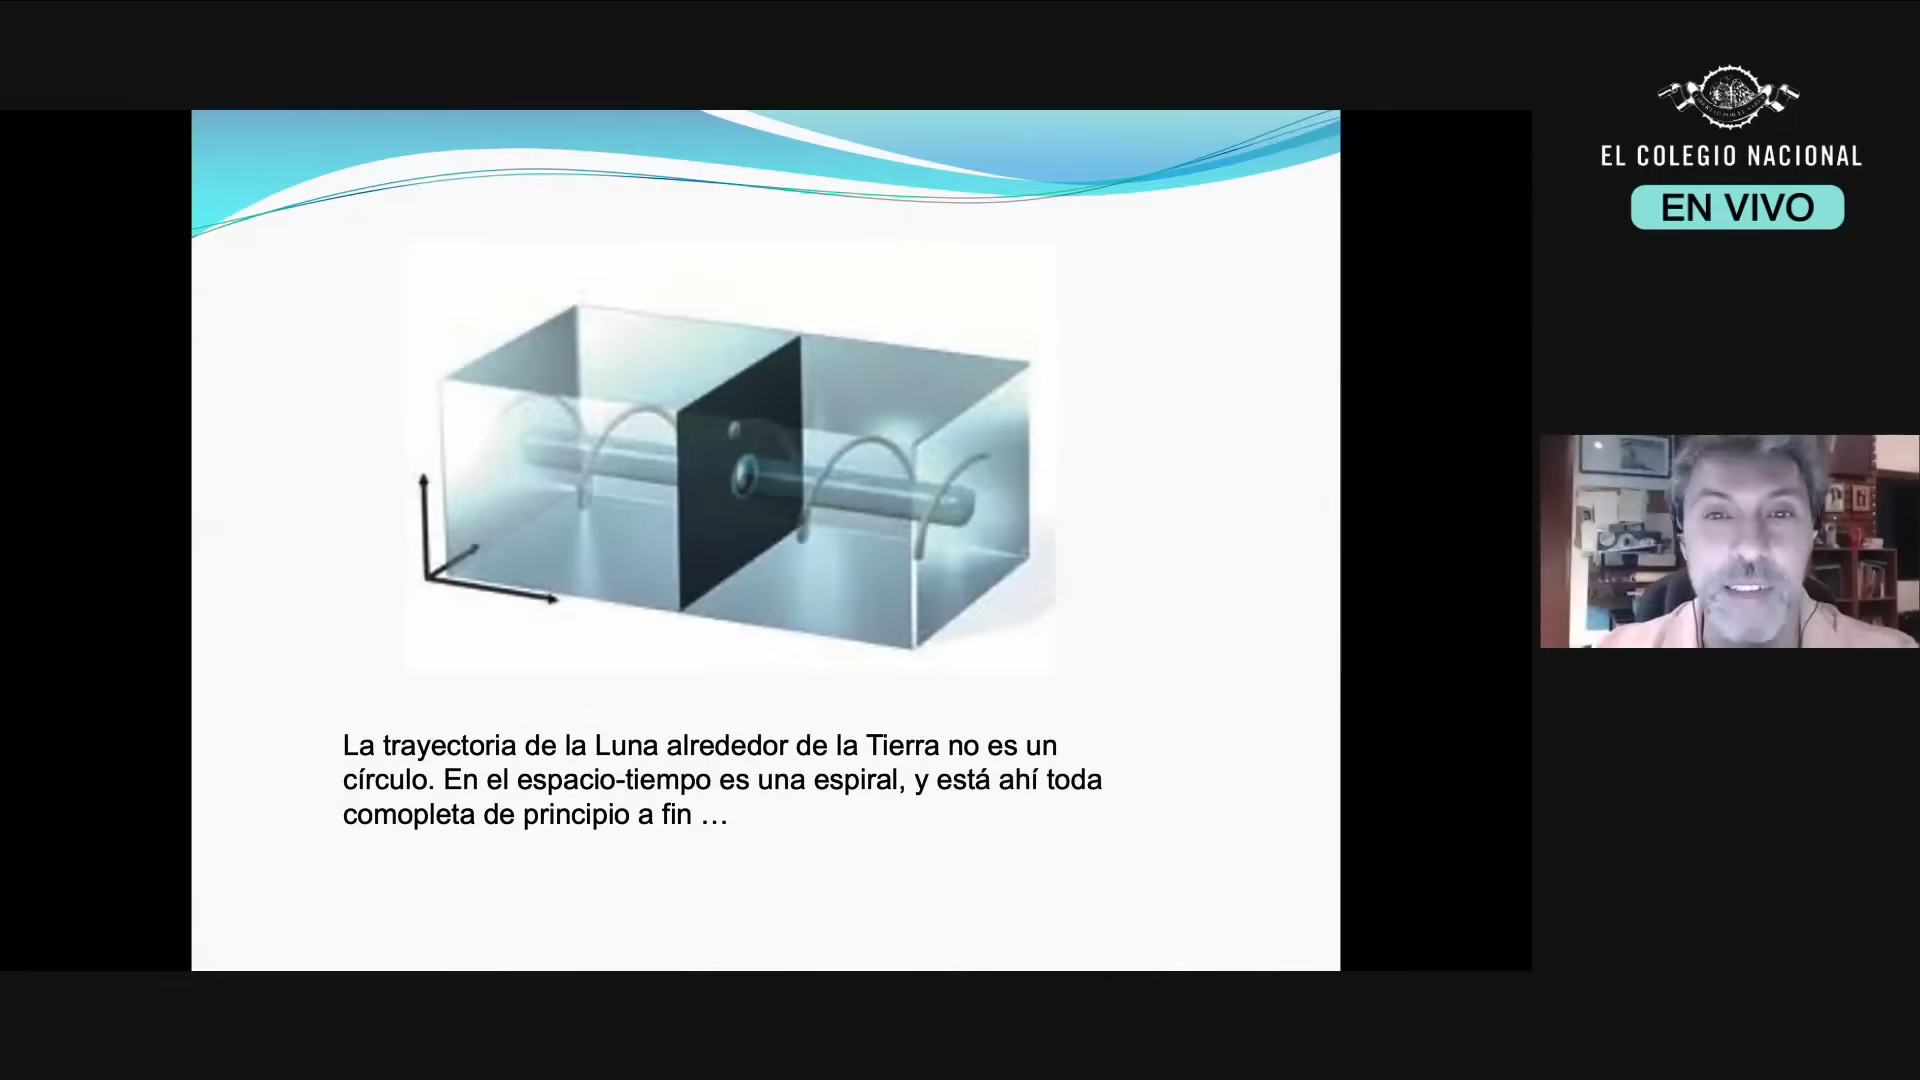 EL COLEGIO NACIONAL
EN VIVO
La trayectoria de la Luna alrededor de la Tierra no es un
círculo. En el espacio-tiempo es una espiral, y está ahí toda
comopleta de principio a fin …